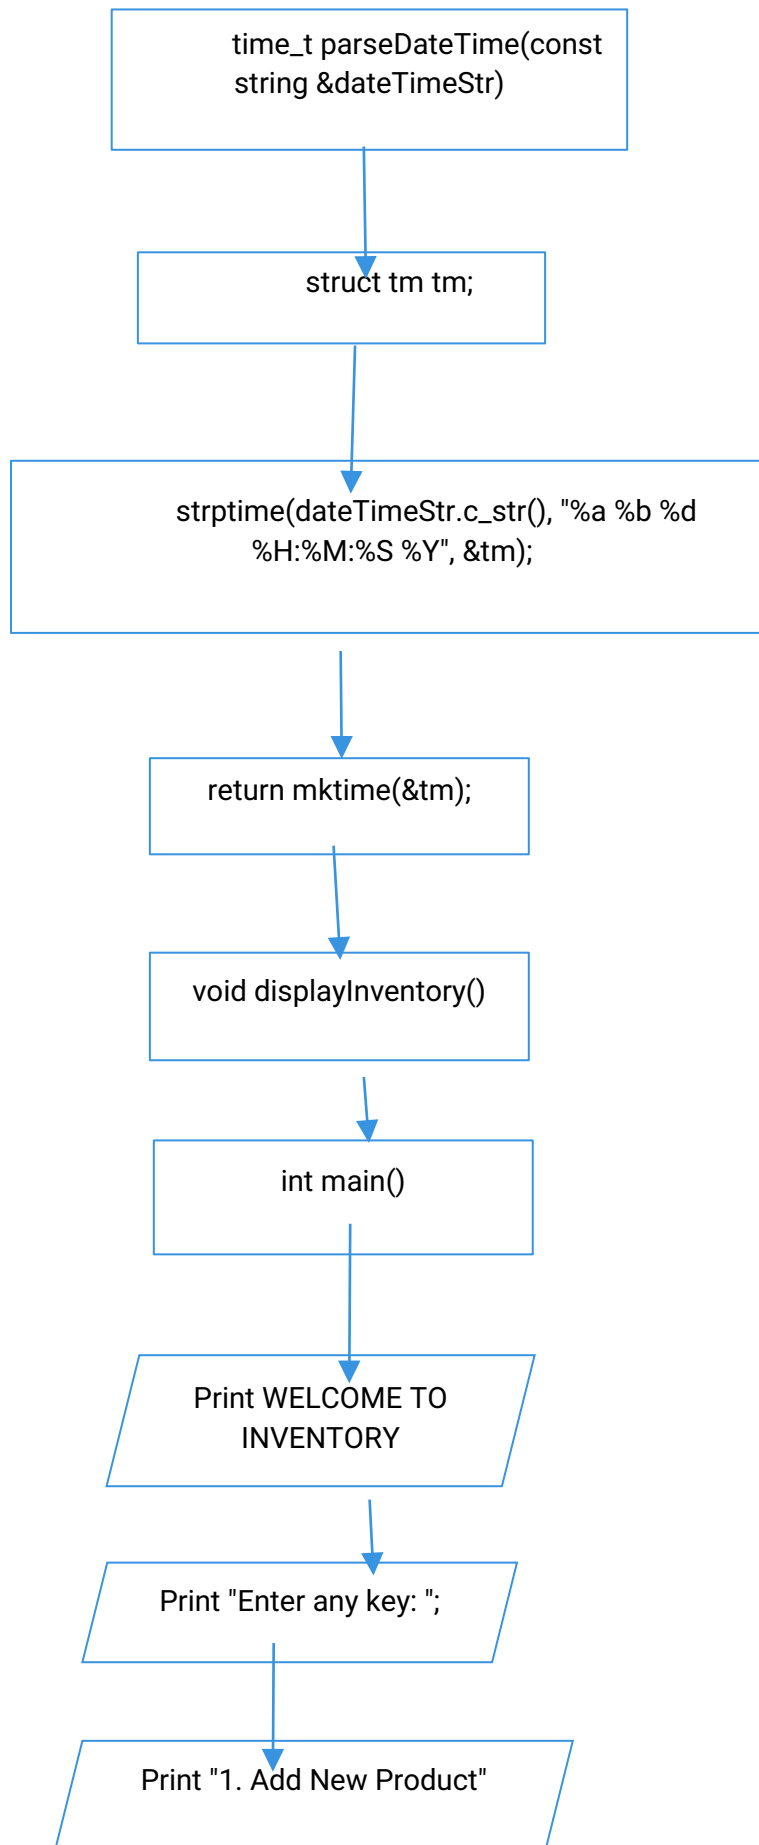 time_t parseDateTime(const
string &dateTimeStr)
struct tm tm;
strptime(dateTimeStr.c_str(), "%a %b %d
%H:%M:%S %Y", &tm);
return mktime(&tm);
void displayInventory()
int main()
Print WELCOME TO
INVENTORY
Print "Enter any key: ";
Print "1. Add New Product"